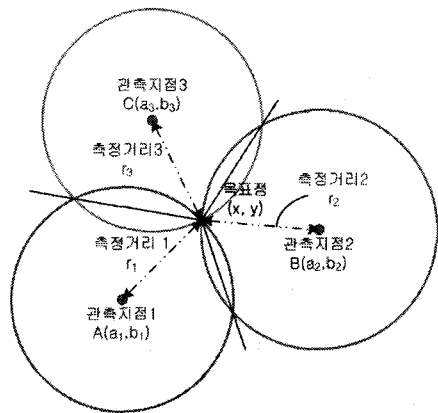 관측지점3
C(a₃,b₃)
측정거리3
r₃
목표정
(x, y)
측정거리2
r₂
측정거리 1
r₁
관측지점2
B(a₂,b₂)
관측지점1
A(a₁,b₁)